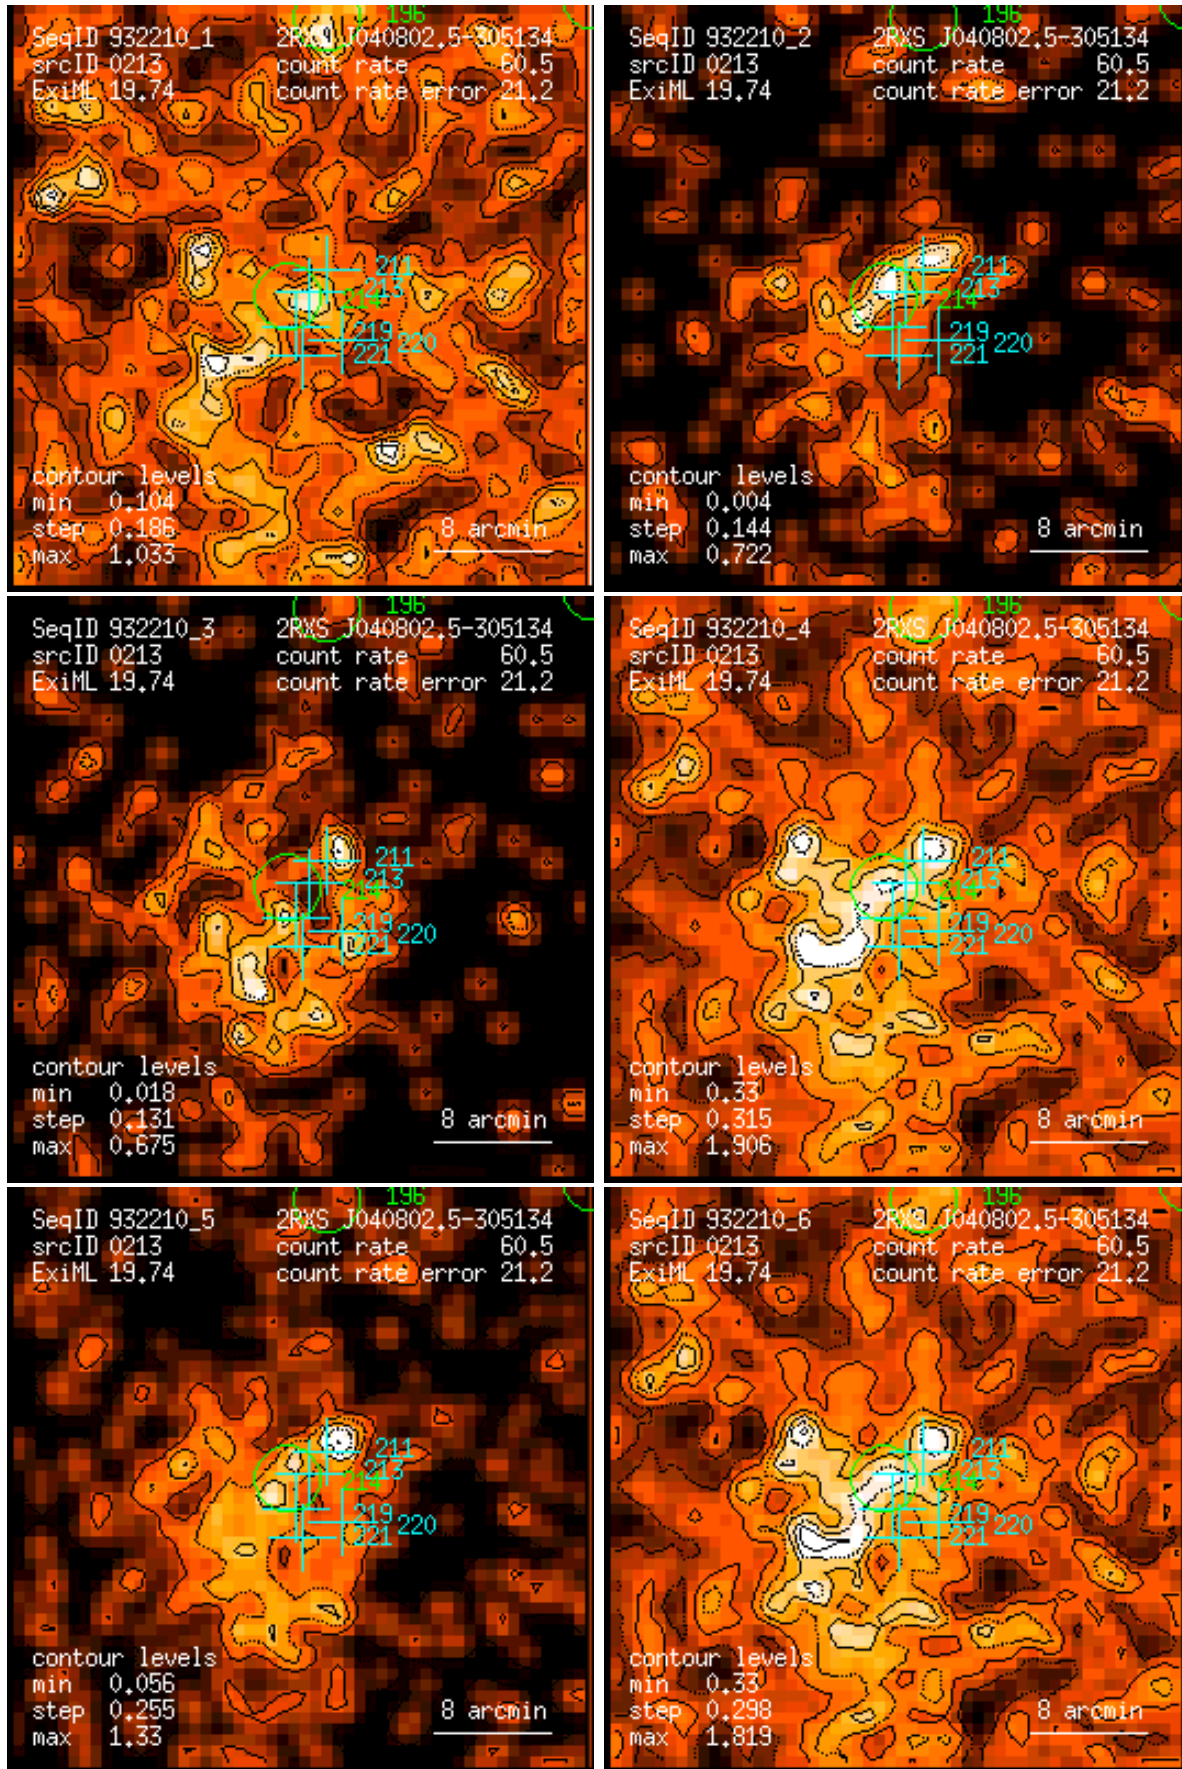 196
SeqID 932210_1 2RXS J040802.5-305134
srcID 0213 count rate 60.5
ExiML 19.74 count rate error 21.2
211
213
214
219 220
221
contour levels
min 0.104
step 0.186
max 1.033
8 arcmin
196
SeqID 932210_2 2RXS J040802.5-305134
srcID 0213 count rate 60.5
ExiML 19.74 count rate error 21.2
211
213
214
219 220
221
contour levels
min 0.004
step 0.144
max 0.722
8 arcmin
196
SeqID 932210_3 2RXS J040802.5-305134
srcID 0213 count rate 60.5
ExiML 19.74 count rate error 21.2
211
213
214
219 220
221
contour levels
min 0.018
step 0.131
max 0.675
8 arcmin
196
SeqID 932210_4 2RXS J040802.5-305134
srcID 0213 count rate 60.5
ExiML 19.74 count rate error 21.2
211
213
214
219 220
221
contour levels
min 0.33
step 0.315
max 1.906
8 arcmin
196
SeqID 932210_5 2RXS J040802.5-305134
srcID 0213 count rate 60.5
ExiML 19.74 count rate error 21.2
211
213
214
219 220
221
contour levels
min 0.056
step 0.255
max 1.33
8 arcmin
196
SeqID 932210_6 2RXS J040802.5-305134
srcID 0213 count rate 60.5
ExiML 19.74 count rate error 21.2
211
213
214
219 220
221
contour levels
min 0.33
step 0.298
max 1.819
8 arcmin